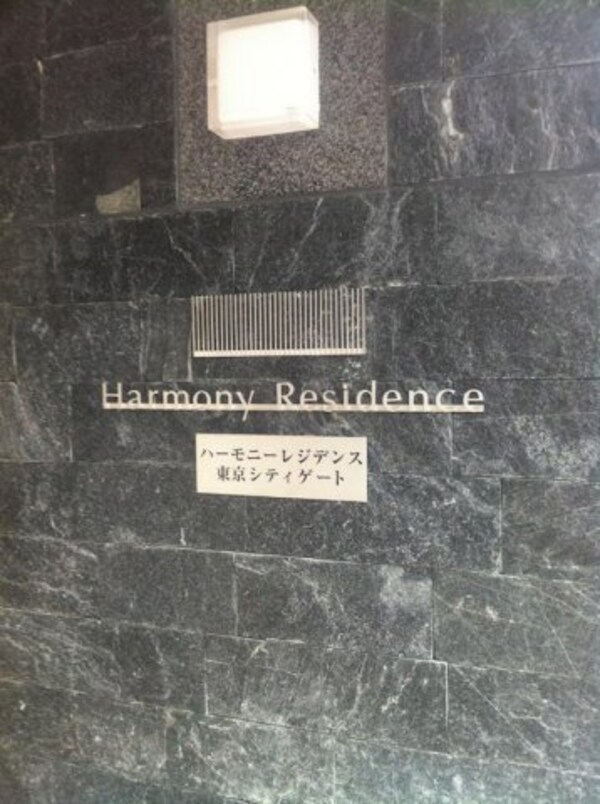 Harmony Residence
ハーモニーレジデンス
東京シティゲート